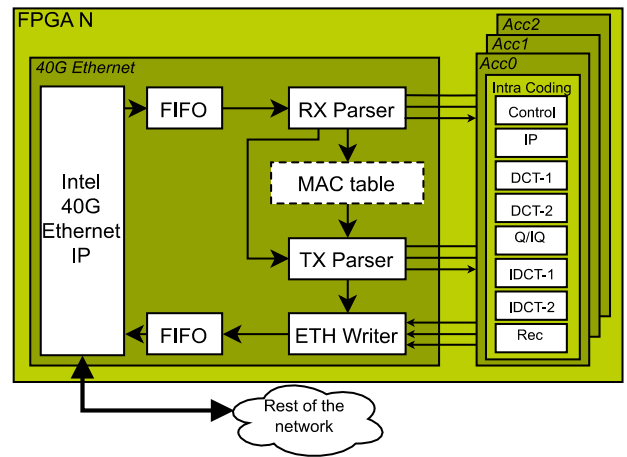 FPGA N
Acc2
Acc1
40G Ethernet
Acc0
Intra Coding
FIFO
RX Parser
Control
IP
MAC table
DCT-1
Intel
40G
Ethernet
IP
DCT-2
Q/IQ
TX Parser
IDCT-1
IDCT-2
FIFO
ETH Writer
Rec
Rest of the
network